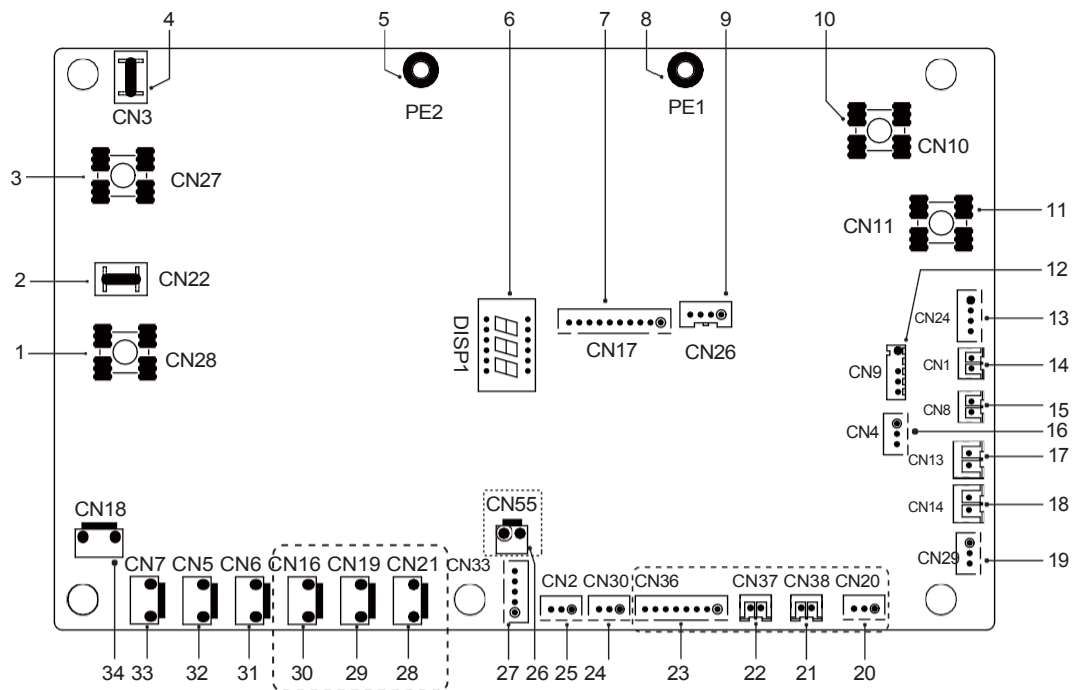 4 5 6 7 8 9 10
CN3 PE2 PE1
CN10
3 CN27
CN11 11
2 CN22
12
CN24 13
DISP1
CN17 CN26
1 CN28
CN9 CN1 14
CN8 15
CN4 16
CN13 17
CN14 18
CN18 CN55
CN29 19
CN7 CN5 CN6 CN16 CN19 CN21 CN33 CN2 CN30 CN36 CN37 CN38 CN20
34 33 32 31 30 29 28 27 26 25 24 23 22 21 20